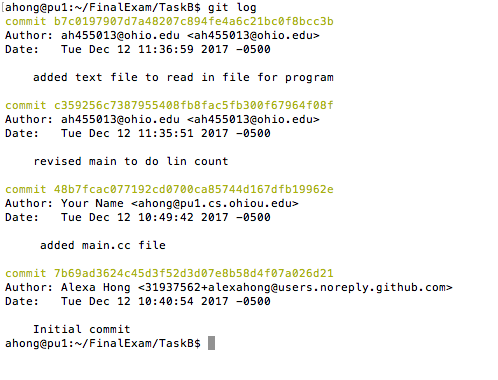 [ahong@pu1:~/FinalExam/TaskB$ git log
commit b7c0197907d7a48207c894fe4a6c21bc0f8bcc3b
Author: ah455013@ohio.edu <ah455013@ohio.edu>
Date:   Tue Dec 12 11:36:59 2017 -0500
    added text file to read in file for program
commit c359256c7387955408fb8fac5fb300f67964f08f
Author: ah455013@ohio.edu <ah455013@ohio.edu>
Date:   Tue Dec 12 11:35:51 2017 -0500
    revised main to do lin count
commit 48b7fcac077192cd0700ca85744d167dfb19962e
Author: Your Name <ahong@pu1.cs.ohiou.edu>
Date:   Tue Dec 12 10:49:42 2017 -0500
     added main.cc file
commit 7b69ad3624c45d3f52d3d07e8b58d4f07a026d21
Author: Alexa Hong <31937562+alexahong@users.noreply.github.com>
Date:   Tue Dec 12 10:40:54 2017 -0500
    Initial commit
ahong@pu1:~/FinalExam/TaskB$